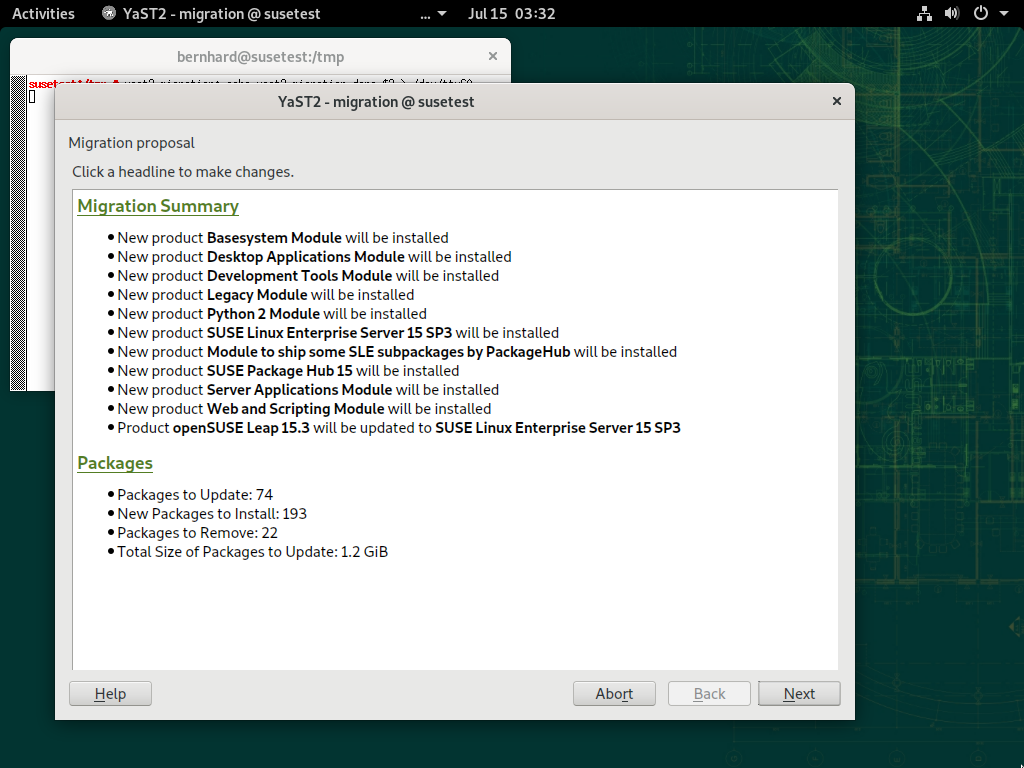 Activities YaST2 - migration @ susetest ... Jul 15 03:32
bernhard@susetest:/tmp
YaST2 - migration @ susetest
Migration proposal
Click a headline to make changes.
Migration Summary
New product Basesystem Module will be installed
New product Desktop Applications Module will be installed
New product Development Tools Module will be installed
New product Legacy Module will be installed
New product Python 2 Module will be installed
New product SUSE Linux Enterprise Server 15 SP3 will be installed
New product Module to ship some SLE subpackages by PackageHub will be installed
New product SUSE Package Hub 15 will be installed
New product Server Applications Module will be installed
New product Web and Scripting Module will be installed
Product openSUSE Leap 15.3 will be updated to SUSE Linux Enterprise Server 15 SP3
Packages
Packages to Update: 74
New Packages to Install: 193
Packages to Remove: 22
Total Size of Packages to Update: 1.2 GiB
Help Abort Back Next